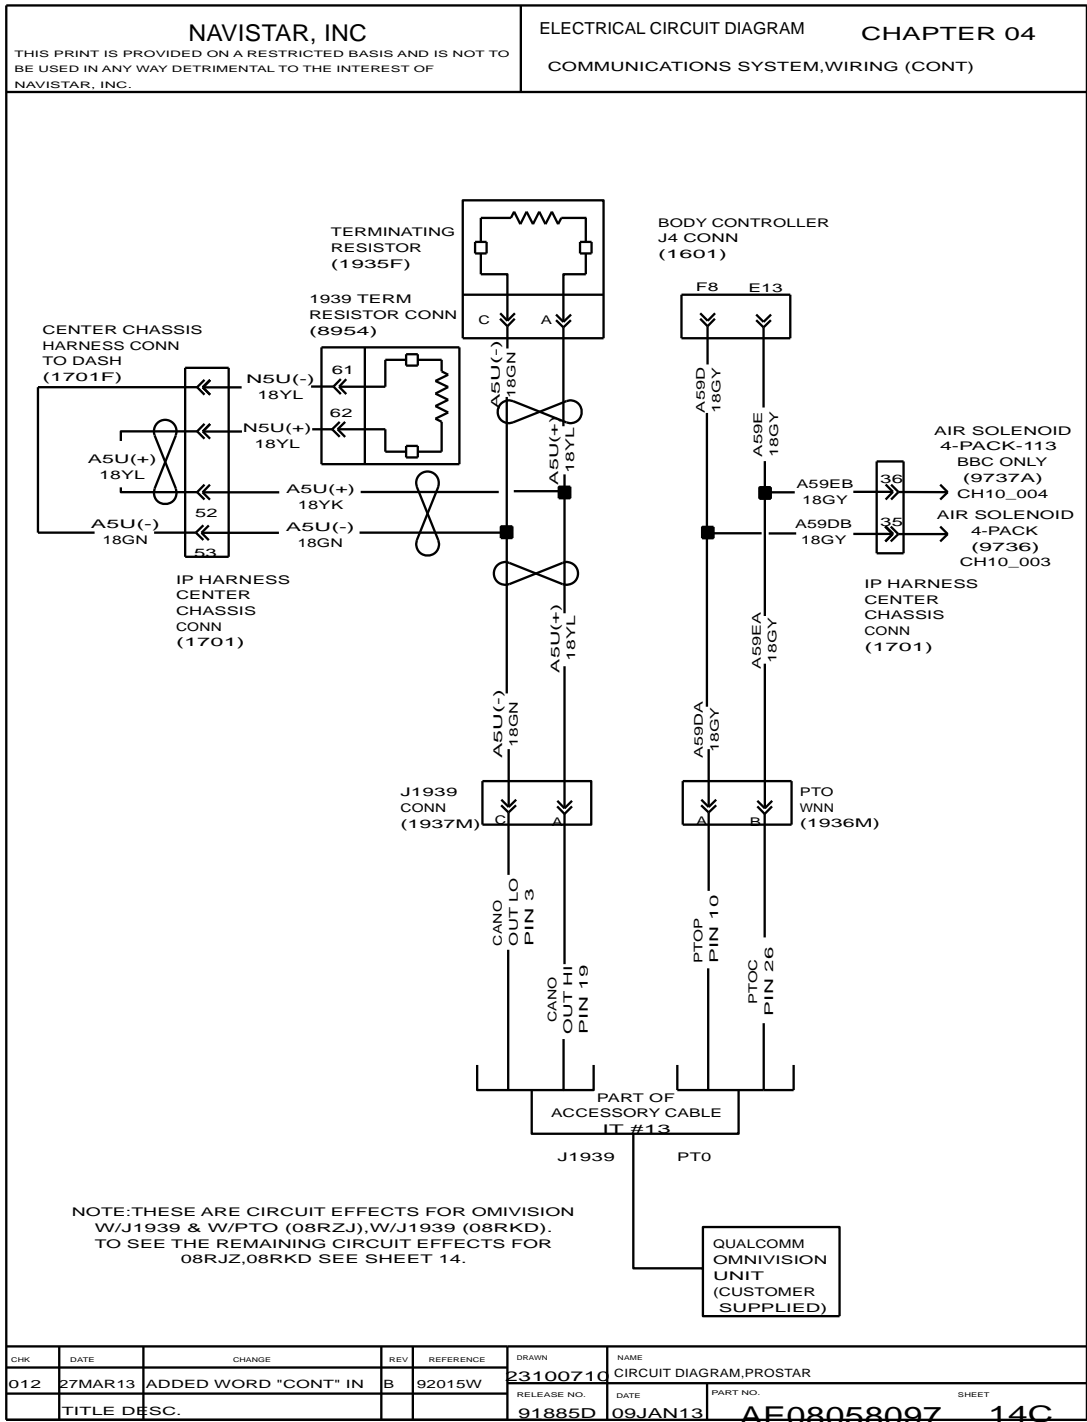 NAVISTAR, INC
THIS PRINT IS PROVIDED ON A RESTRICTED BASIS AND IS NOT TO
BE USED IN ANY WAY DETRIMENTAL TO THE INTEREST OF
NAVISTAR, INC.
ELECTRICAL CIRCUIT DIAGRAM
CHAPTER 04
COMMUNICATIONS SYSTEM,WIRING (CONT)
TERMINATING
RESISTOR
(1935F)
C
A
BODY CONTROLLER
J4 CONN
(1601)
F8
E13
1939 TERM
RESISTOR CONN
(8954)
61
62
CENTER CHASSIS
HARNESS CONN
TO DASH
(1701F)
N5U(-)
18YL
N5U(+)
18YL
A5U(+)
18YL
A5U(+)
18YK
52
A5U(-)
18GN
A5U(-)
18GN
53
IP HARNESS
CENTER
CHASSIS
CONN
(1701)
A5U(-)
18GN
A5U(+)
18YL
A59D
18GY
A59E
18GY
A59EB
18GY
36
AIR SOLENOID
4-PACK-113
BBC ONLY
(9737A)
CH10_004
A59DB
18GY
35
AIR SOLENOID
4-PACK
(9736)
CH10_003
IP HARNESS
CENTER
CHASSIS
CONN
(1701)
A5U(+)
18YL
A59EA
18GY
A5U(-)
18GN
A59DA
18GY
J1939
CONN
(1937M)
C
A
A
B
PTO
WNN
(1936M)
CANO
OUT LO
PIN 3
CANO
OUT HI
PIN 19
PTOP
PIN 10
PTOC
PIN 26
PART OF
ACCESSORY CABLE
IT #13
J1939
PT0
NOTE:THESE ARE CIRCUIT EFFECTS FOR OMIVISION
W/J1939 & W/PTO (08RZJ),W/J1939 (08RKD).
TO SEE THE REMAINING CIRCUIT EFFECTS FOR
08RJZ,08RKD SEE SHEET 14.
QUALCOMM
OMNIVISION
UNIT
(CUSTOMER
SUPPLIED)
CHK DATE CHANGE REV REFERENCE
012 27MAR13 ADDED WORD "CONT" IN B 92015W
TITLE DESC.
DRAWN
23100710
NAME
CIRCUIT DIAGRAM,PROSTAR
RELEASE NO.
91885D
DATE
09JAN13
PART NO.
AE08058097
SHEET
14C